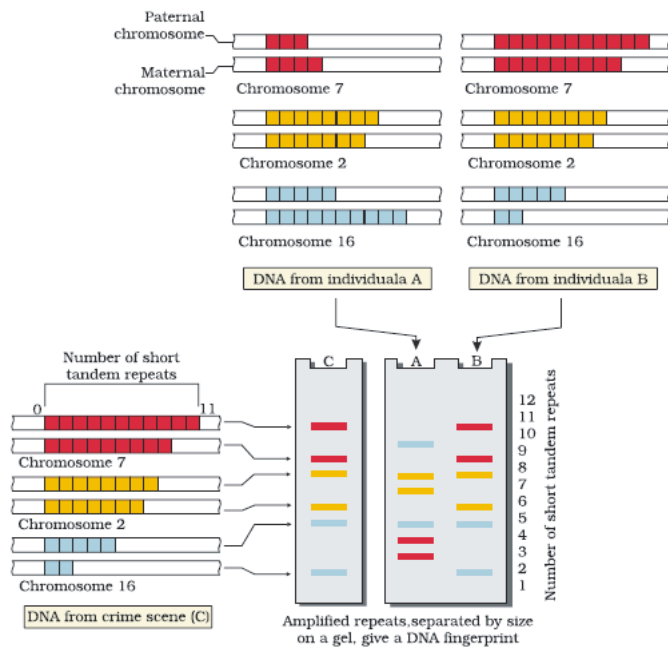 Paternal
chromosome
Maternal
chromosome
Chromosome 7
Chromosome 7
Chromosome 2
Chromosome 2
Chromosome 16
Chromosome 16
DNA from individuala A
DNA from individuala B
Number of short
tandem repeats
0
11
Chromosome 7
Chromosome 2
Chromosome 16
DNA from crime scene (C)
C
A
B
12
11
10
9
8
7
6
5
4
3
2
1
Number of short tandem repeats
Amplified repeats,separated by size
on a gel, give a DNA fingerprint